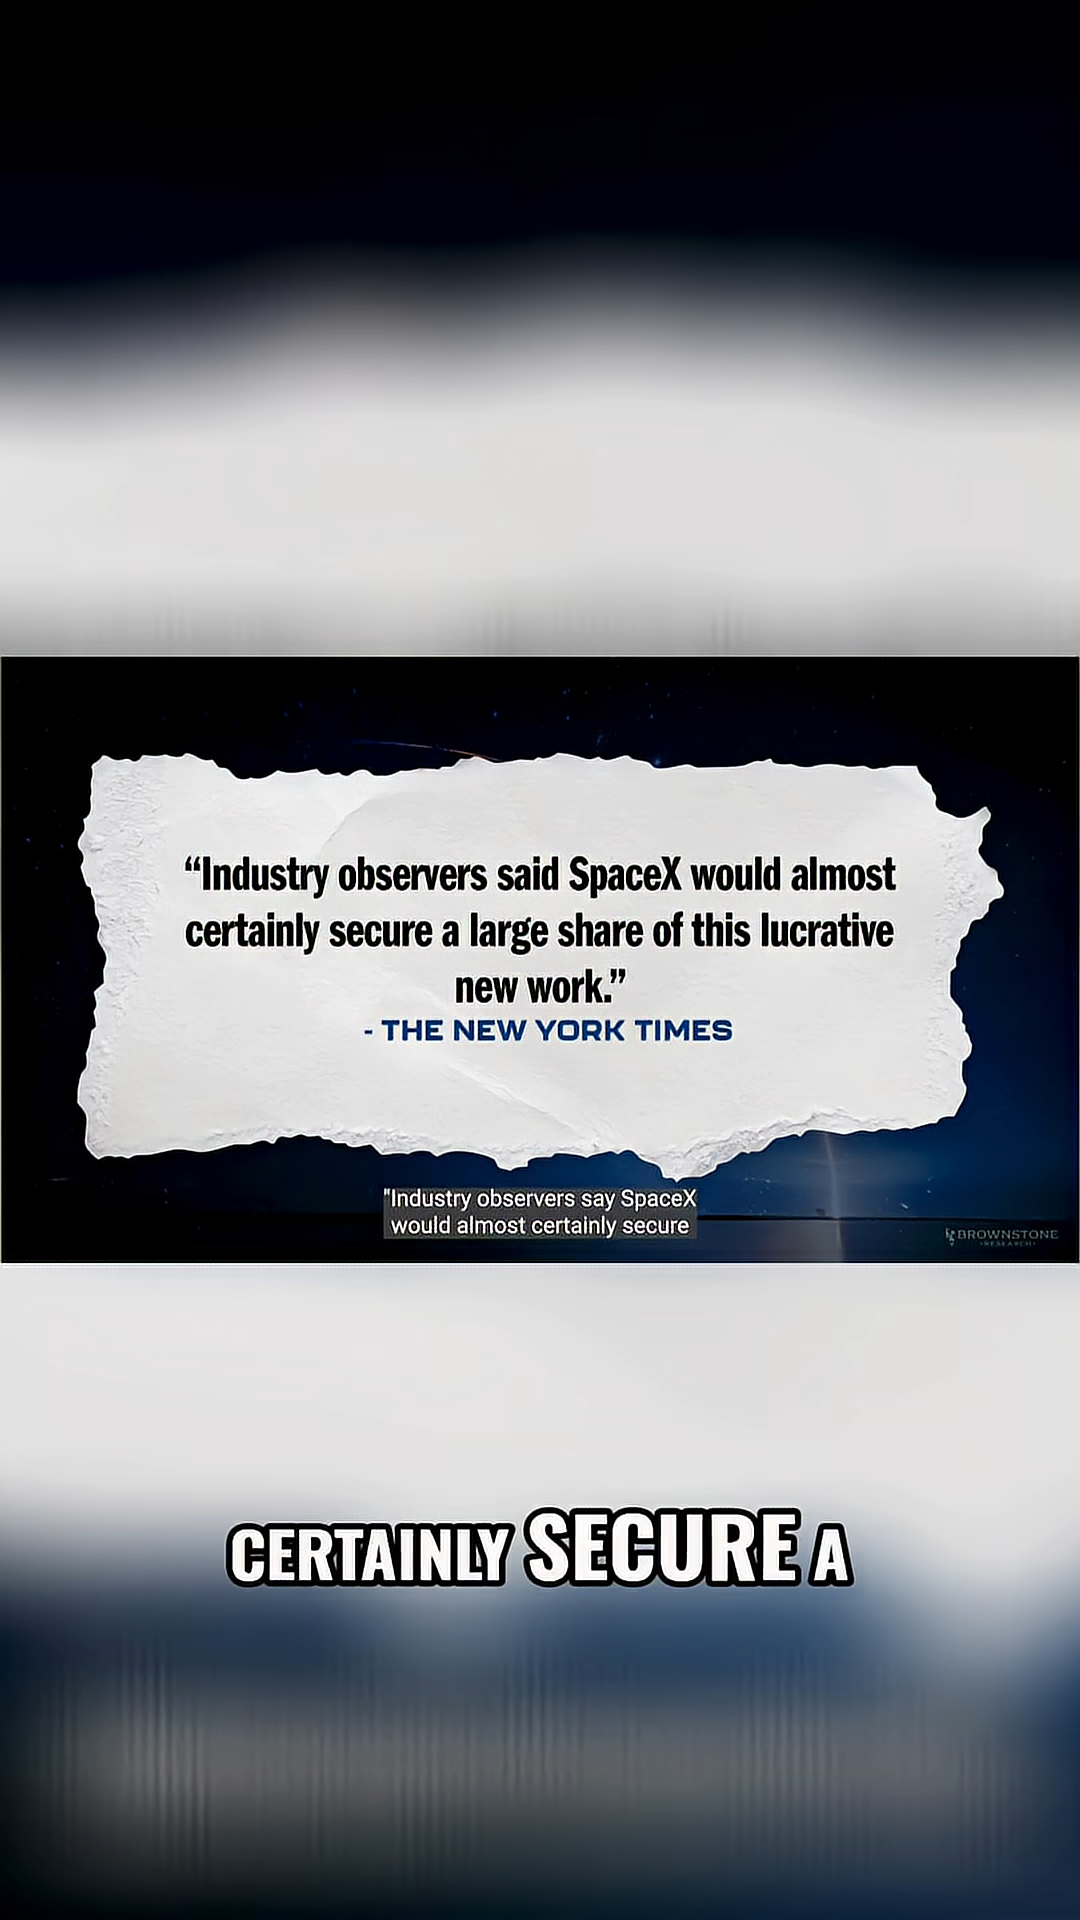 “Industry observers said SpaceX would almost
certainly secure a large share of this lucrative
new work.”
- THE NEW YORK TIMES
"Industry observers say SpaceX
would almost certainly secure
BROWNSTONE
RESEARCH
CERTAINLY SECURE A